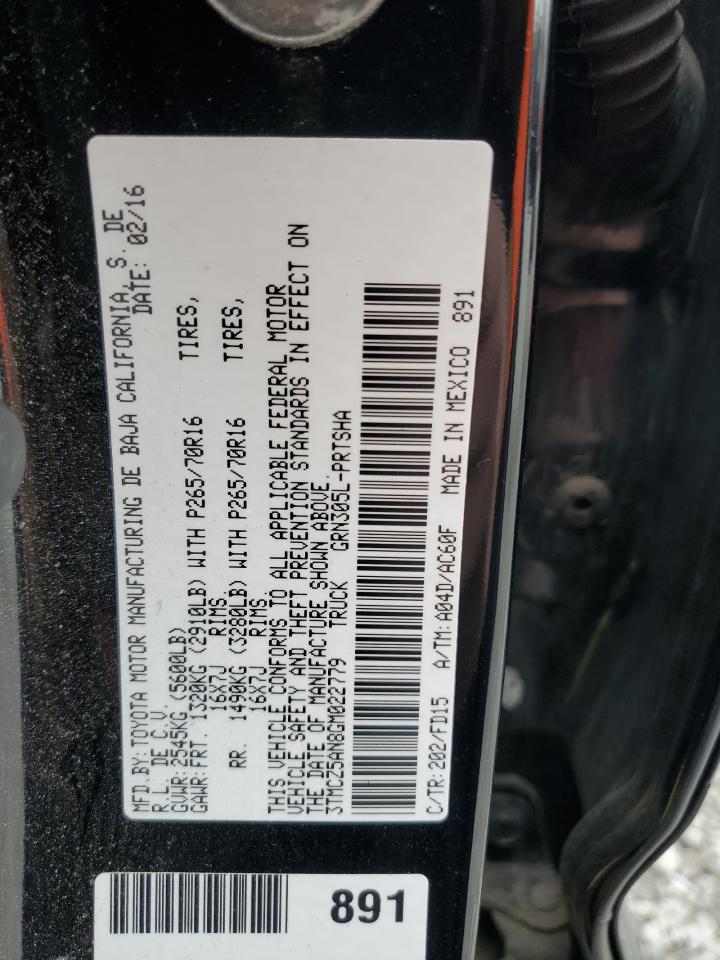 MFD.BY:TOYOTA MOTOR MANUFACTURING DE BAJA CALIFORNIA, S. DE
R.L. DE C.V. DATE: 02/16
GVWR:2545KG(5600LB)
GAWR:FRT. 1320KG (2910LB) WITH P265/70R16 TIRES,
16X7J RIMS
RR. 1490KG (3280LB) WITH P265/70R16 TIRES,
16X7J RIMS
THIS VEHICLE CONFORMS TO ALL APPLICABLE FEDERAL MOTOR
VEHICLE SAFETY AND THEFT PREVENTION STANDARDS IN EFFECT ON
THE DATE OF MANUFACTURE SHOWN ABOVE.
3TMCZ5AN8GM022779 TRUCK GRN305L-PRTSHA
C/TR:202/FD15 A/TM:A04D/AC60F MADE IN MEXICO 891
891